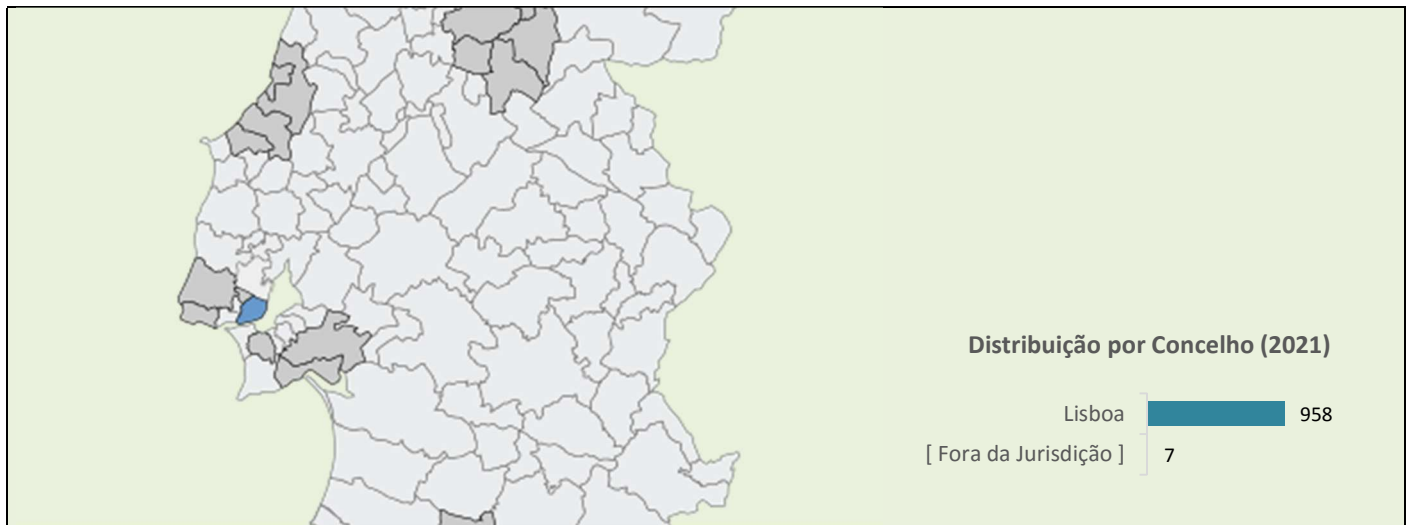 Distribuição por Concelho (2021)
Lisboa 958
[ Fora da Jurisdição ] 7